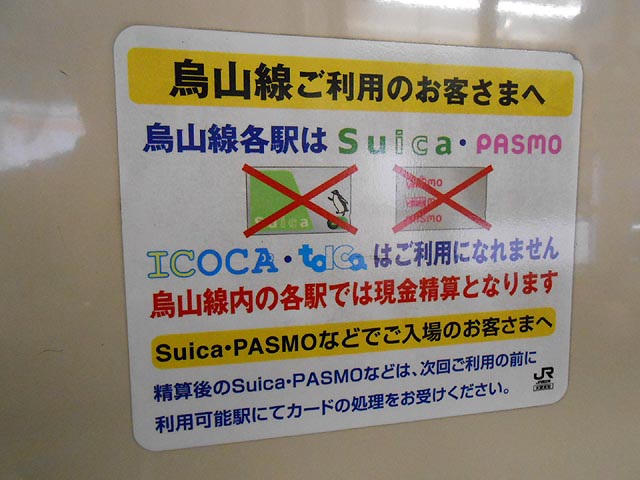 烏山線ご利用のお客さまへ
烏山線各駅は Suica・PASMO
Suica
PASMO
PASMO
PASMO
ICOCA・TOICA はご利用になれません
烏山線内の各駅では現金精算となります
Suica・PASMOなどでご入場のお客さまへ
精算後のSuica・PASMOなどは、次回ご利用の前に
利用可能駅にてカードの処理をお受けください。
JR